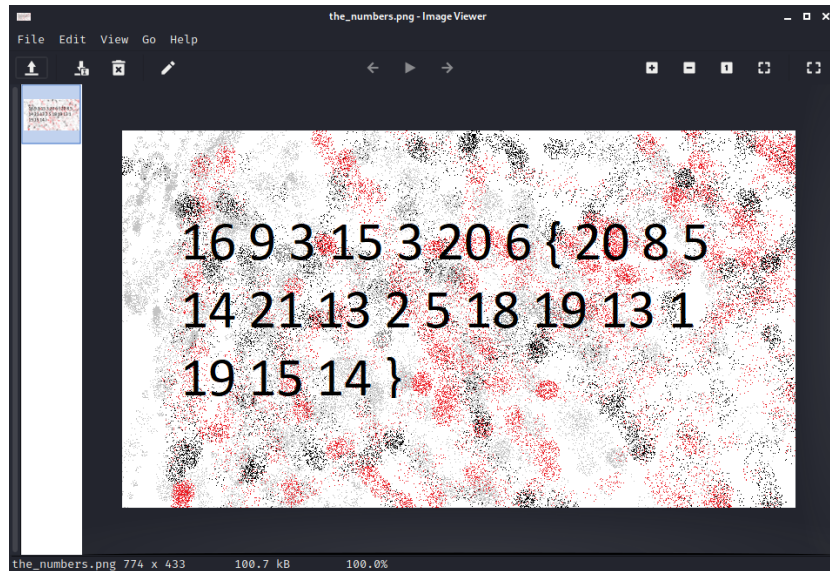 the_numbers.png - Image Viewer
File Edit View Go Help
16 9 3 15 3 20 6 { 20 8 5
14 21 13 2 5 18 19 13 1
19 15 14 }
the_numbers.png 774 x 433 100.7 kB 100.0%